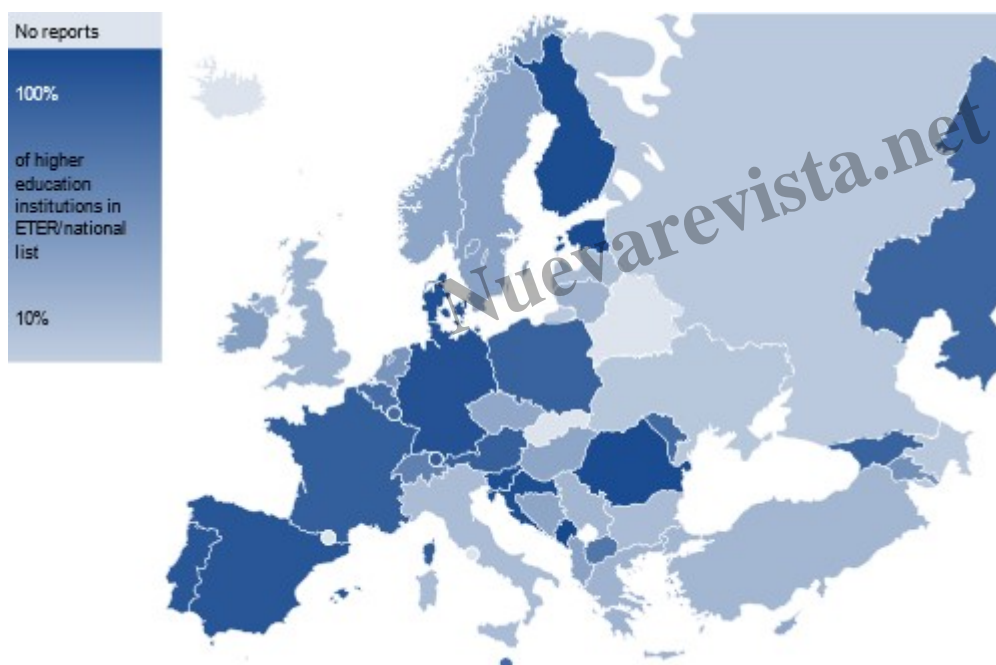 No reports
100%
of higher
education
institutions in
ETER/national
list
10%
Nuevarevista.net